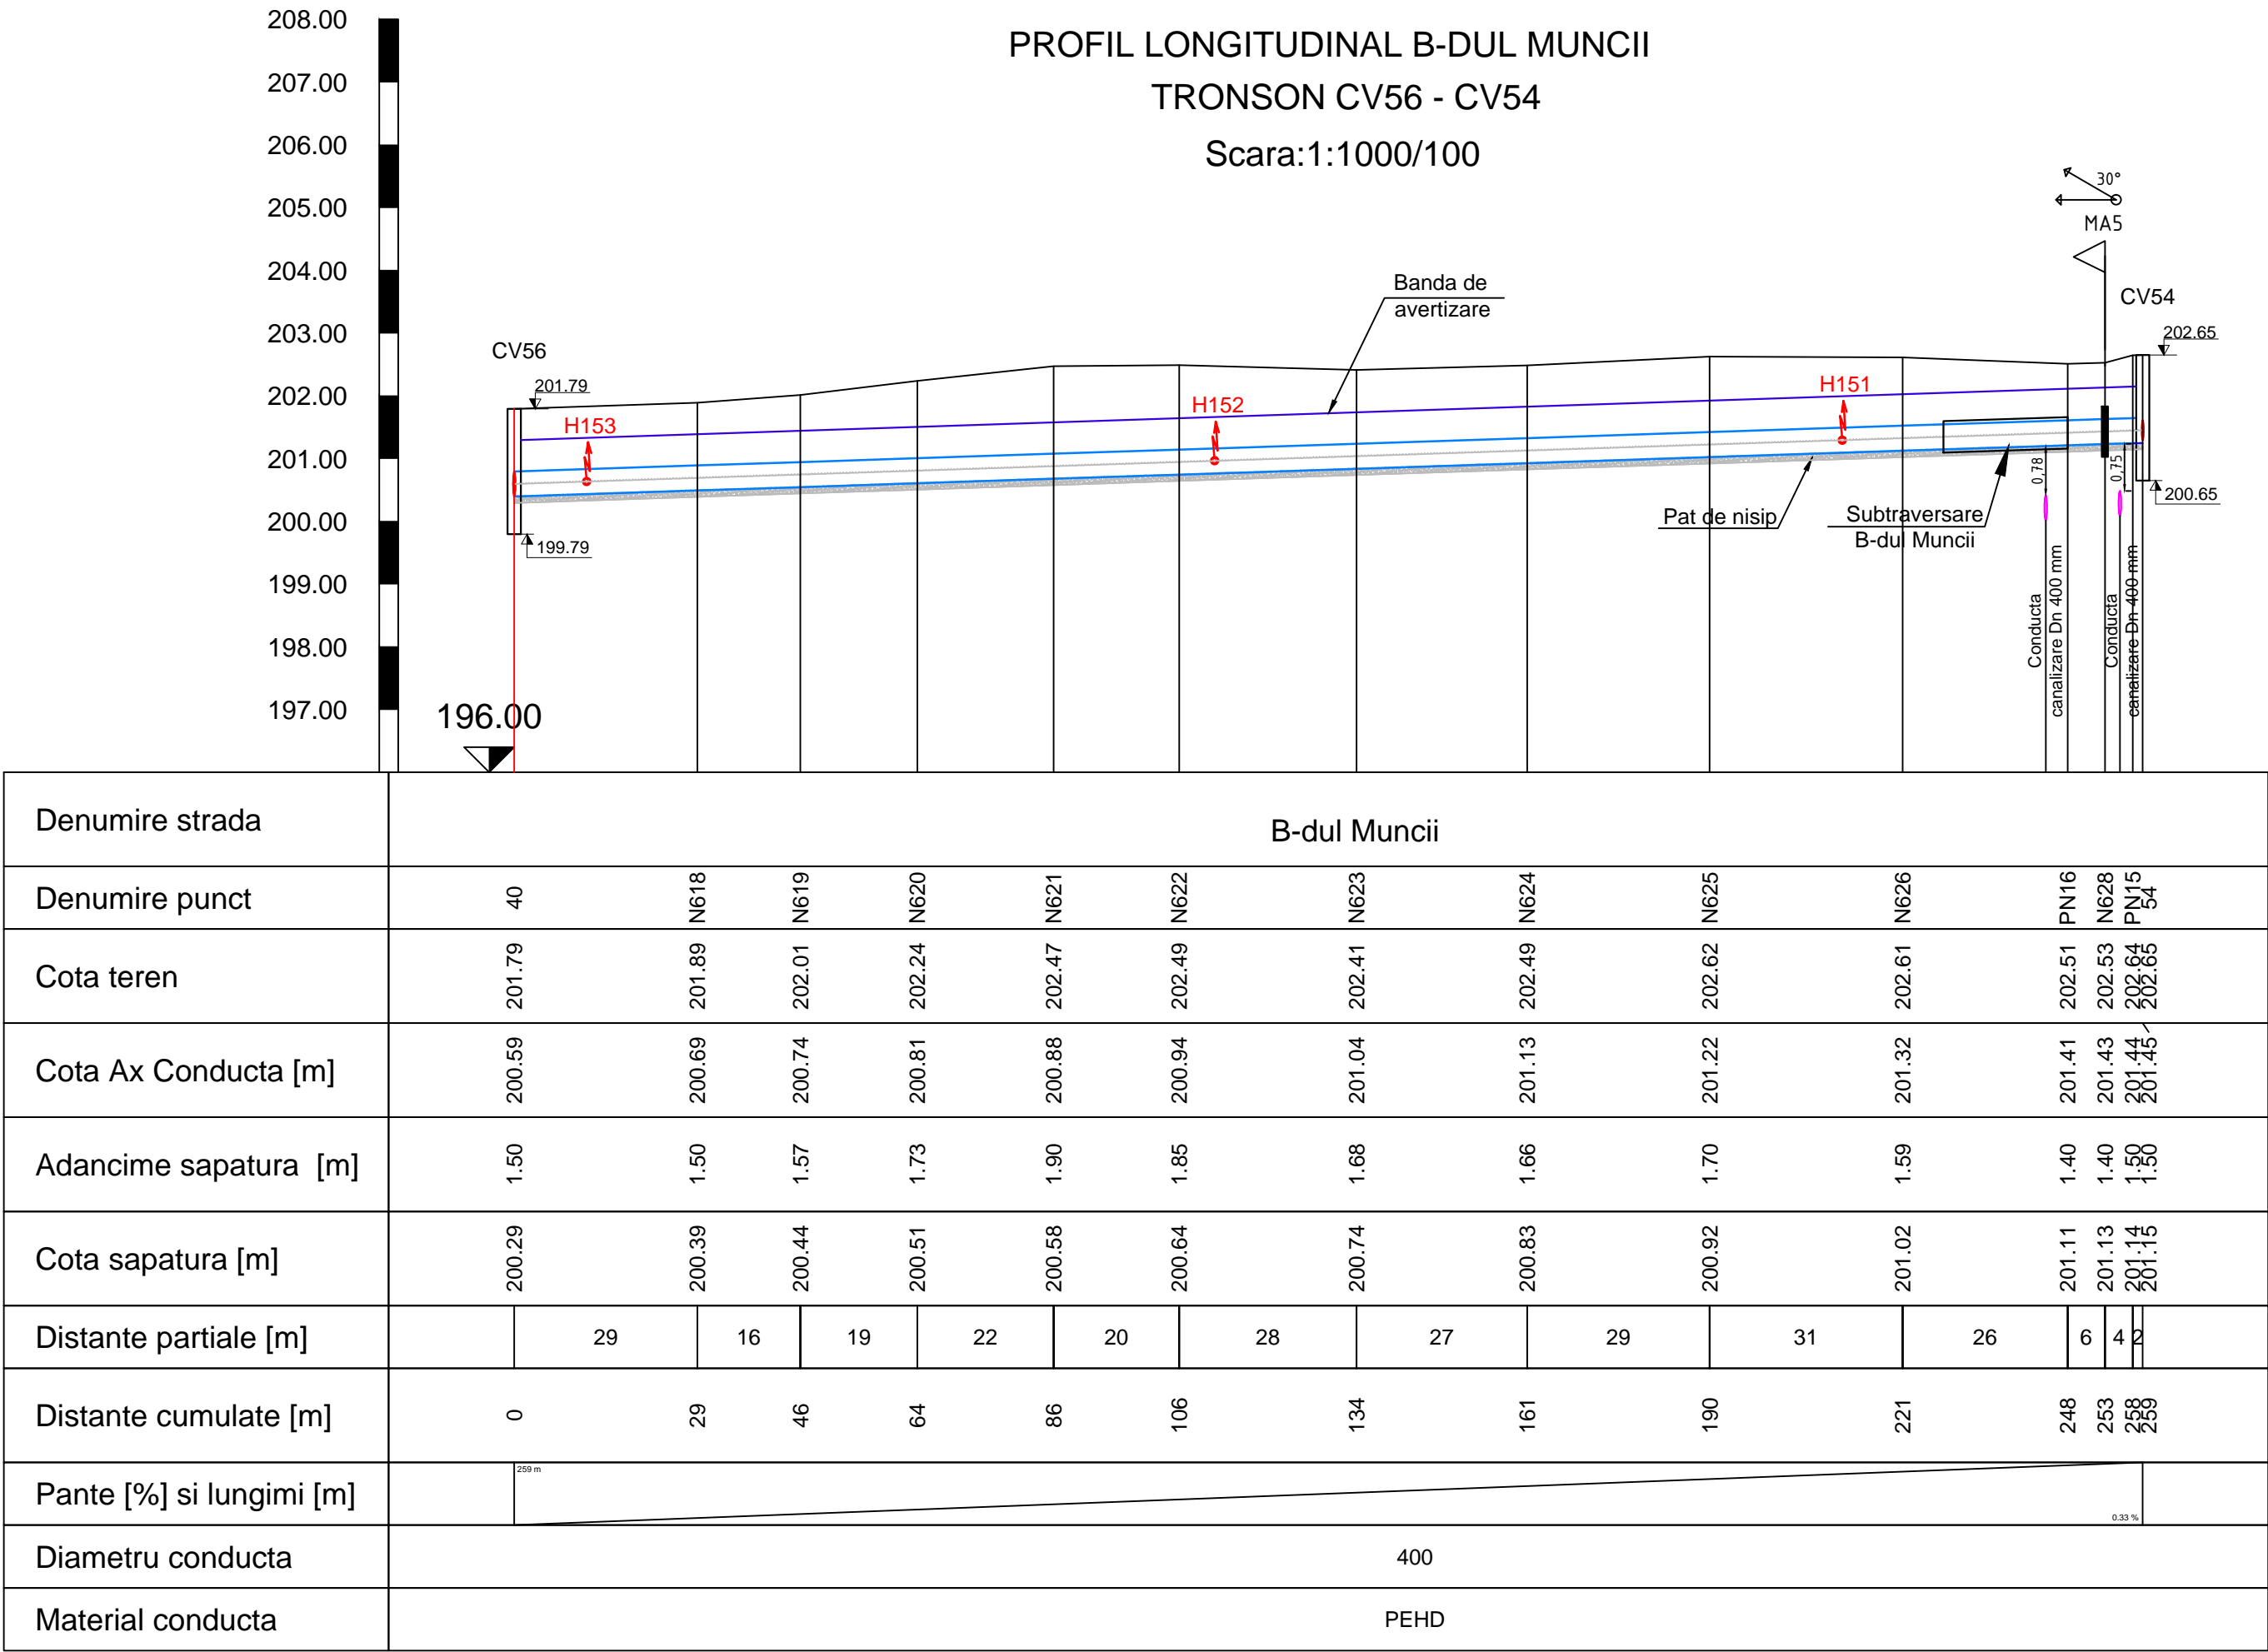 PROFIL LONGITUDINAL B-DUL MUNCII
TRONSON CV56 - CV54
Scara:1:1000/100
208.00
207.00
206.00
205.00
204.00
203.00
202.00
201.00
200.00
199.00
198.00
197.00
196.00
30°
MA5
CV54
202.65
200.65
Banda de
avertizare
CV56
201.79
199.79
H153
H152
H151
Pat de nisip
Subtraversare
B-dul Muncii
0,78
0,75
Conducta
canalizare Dn 400 mm
Conducta
canalizare Dn 400 mm
Denumire strada
B-dul Muncii
Denumire punct
40 N618 N619 N620 N621 N622 N623 N624 N625 N626 PN16 N628 PN15 54
Cota teren
201.79 201.89 202.01 202.24 202.47 202.49 202.41 202.49 202.62 202.61 202.51 202.53 202.64 202.65
Cota Ax Conducta [m]
200.59 200.69 200.74 200.81 200.88 200.94 201.04 201.13 201.22 201.32 201.41 201.43 201.44 201.45
Adancime sapatura [m]
1.50 1.50 1.57 1.73 1.90 1.85 1.68 1.66 1.70 1.59 1.40 1.40 1.50 1.50
Cota sapatura [m]
200.29 200.39 200.44 200.51 200.58 200.64 200.74 200.83 200.92 201.02 201.11 201.13 201.14 201.15
Distante partiale [m]
29 16 19 22 20 28 27 29 31 26 6 4 2
Distante cumulate [m]
0 29 46 64 86 106 134 161 190 221 248 253 258 259
Pante [%] si lungimi [m]
259 m
0.33 %
Diametru conducta
400
Material conducta
PEHD